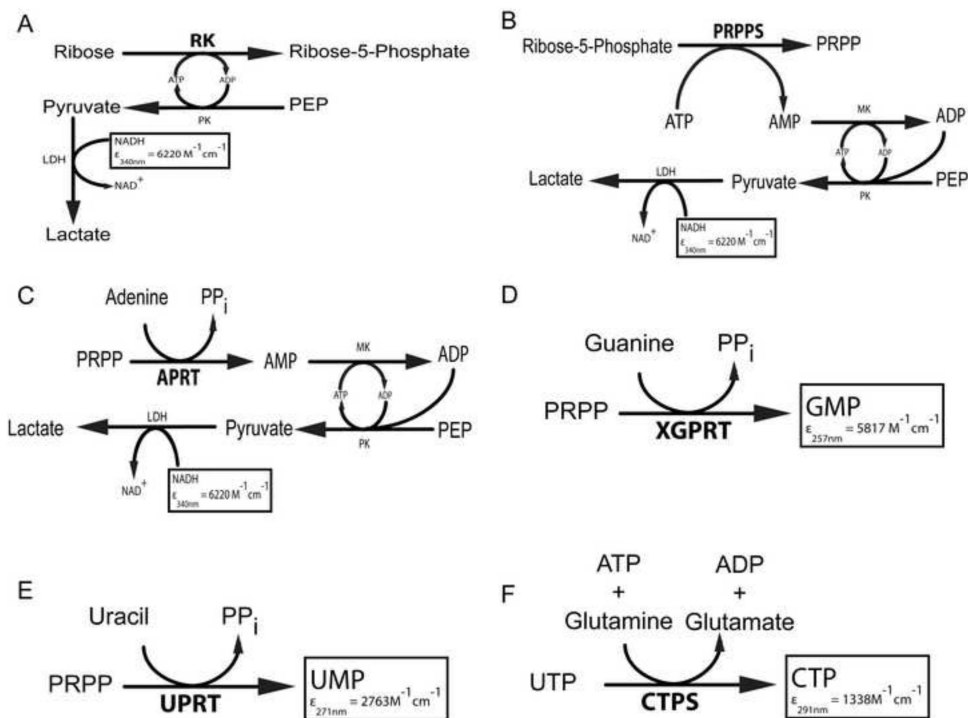 A
Ribose RK Ribose-5-Phosphate
ATP ADP
Pyruvate PK PEP
LDH
NADH
ε340nm = 6220 M-1cm-1
NAD+
Lactate
B
Ribose-5-Phosphate PRPPS PRPP
ATP AMP MK ADP
ATP ADP
Lactate LDH Pyruvate PK PEP
NAD+
NADH
ε340nm = 6220 M-1cm-1
C
Adenine PPi
PRPP APRT AMP MK ADP
ATP ADP
Lactate LDH Pyruvate PK PEP
NAD+
NADH
ε340nm = 6220 M-1cm-1
D
Guanine PPi
PRPP XGPRT
GMP
ε257nm = 5817 M-1cm-1
E
Uracil PPi
PRPP UPRT
UMP
ε271nm = 2763M-1cm-1
F
ATP ADP
+ +
Glutamine Glutamate
UTP CTPS
CTP
ε291nm = 1338M-1cm-1